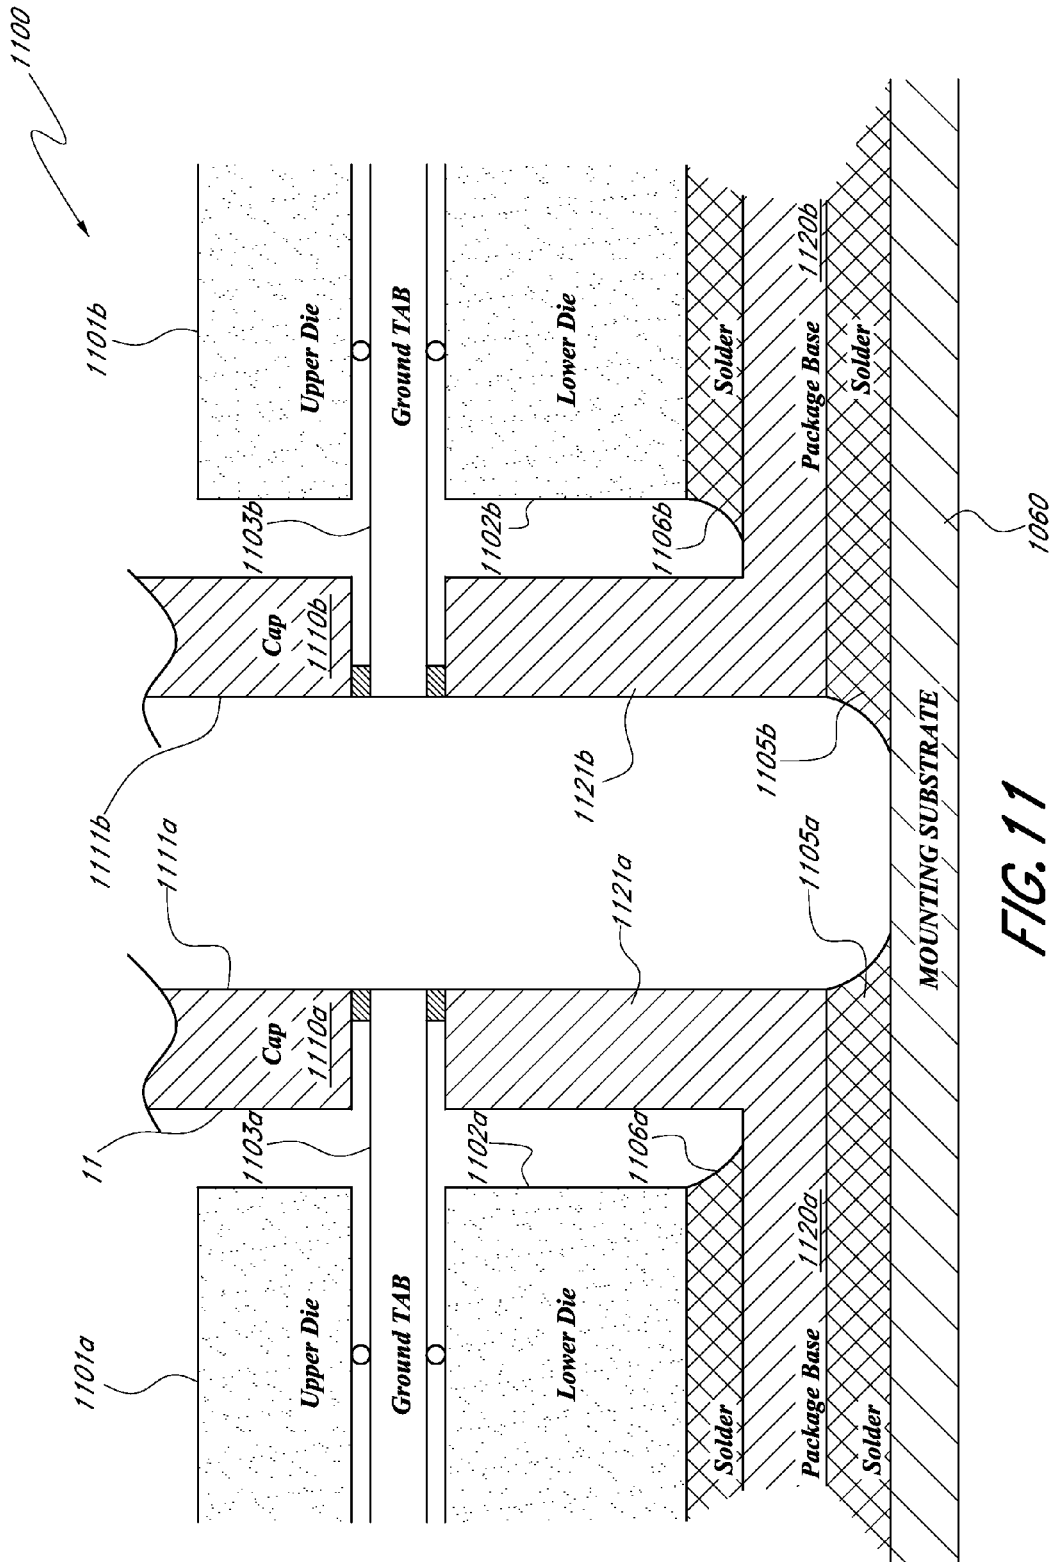 1100
1101a
1101b
Upper Die
Upper Die
11
1111a
1111b
Cap
1110a
Cap
1110b
1103a
1103b
Ground TAB
Ground TAB
1102a
1102b
Lower Die
Lower Die
1121a
1121b
1106a
1106b
Solder
Solder
1105a
1105b
Package Base
1120a
Package Base
1120b
Solder
Solder
MOUNTING SUBSTRATE
1060
FIG. 11